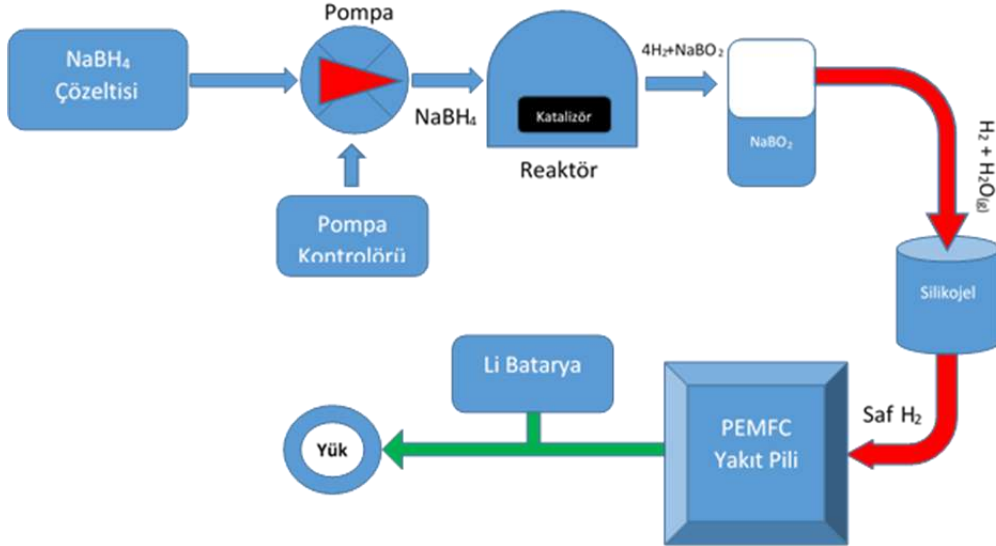 Pompa
NaBH₄
Çözeltisi
NaBH₄
Katalizör
Reaktör
4H₂+NaBO₂
NaBO₂
H₂ + H₂O(g)
Pompa
Kontrolörü
Silikojel
Li Batarya
Saf H₂
PEMFC
Yakıt Pili
Yük